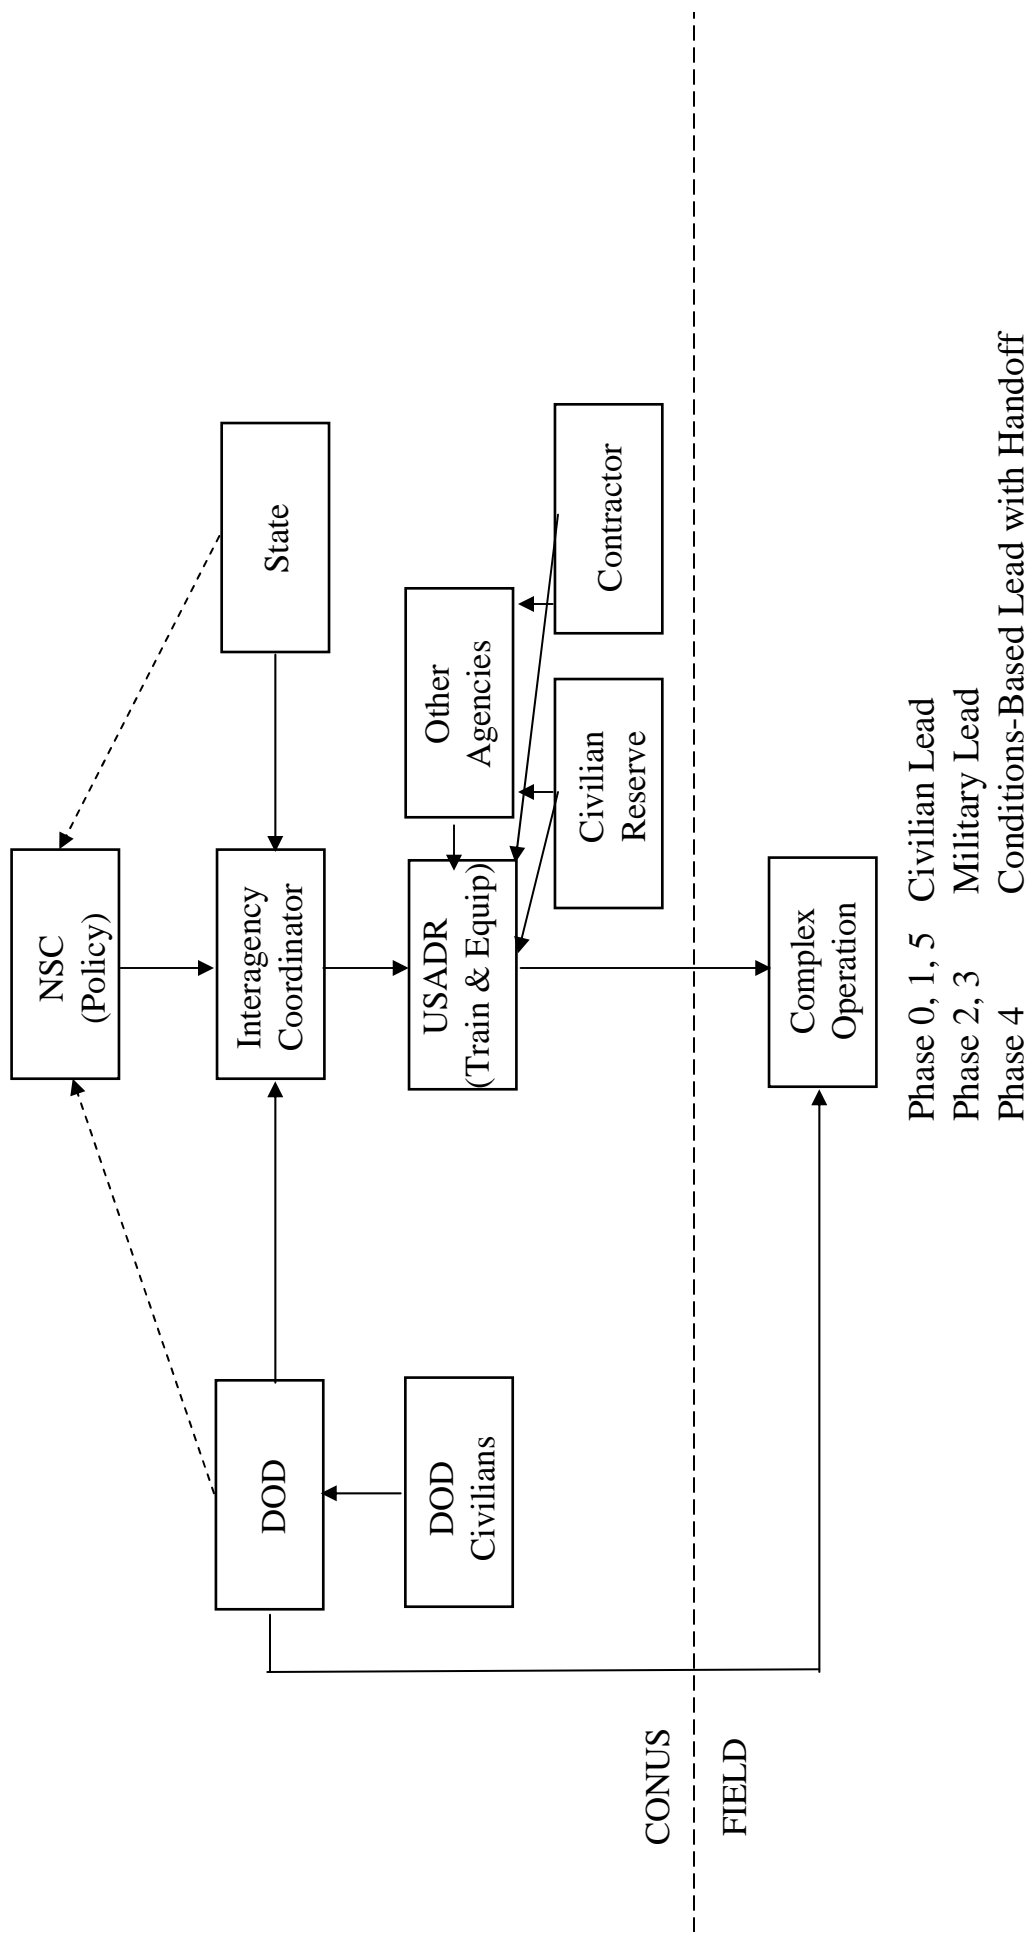 NSC
(Policy)
DOD
Interagency
Coordinator
State
DOD
Civilians
USADR
(Train & Equip)
Other
Agencies
Civilian
Reserve
Contractor
CONUS
FIELD
Complex
Operation
Phase 0, 1, 5 Civilian Lead
Phase 2, 3 Military Lead
Phase 4 Conditions-Based Lead with Handoff